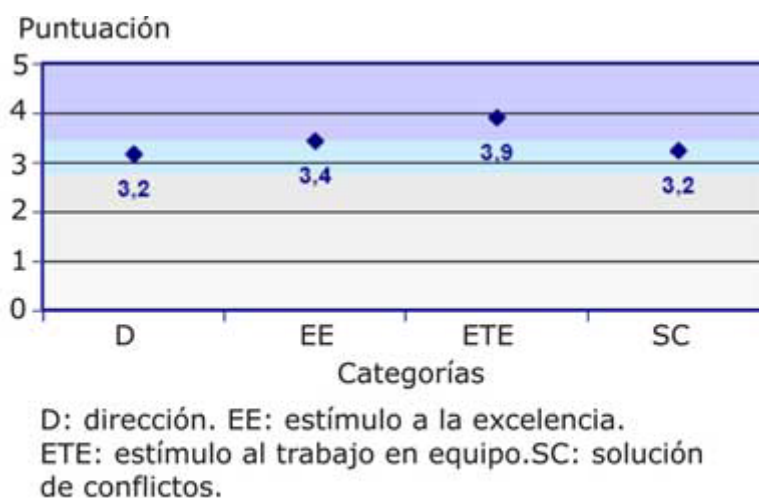 Puntuación
5
4
3
2
1
0
3,2
3,4
3,9
3,2
D EE ETE SC
Categorías
D: dirección. EE: estímulo a la excelencia.
ETE: estímulo al trabajo en equipo.SC: solución
de conflictos.